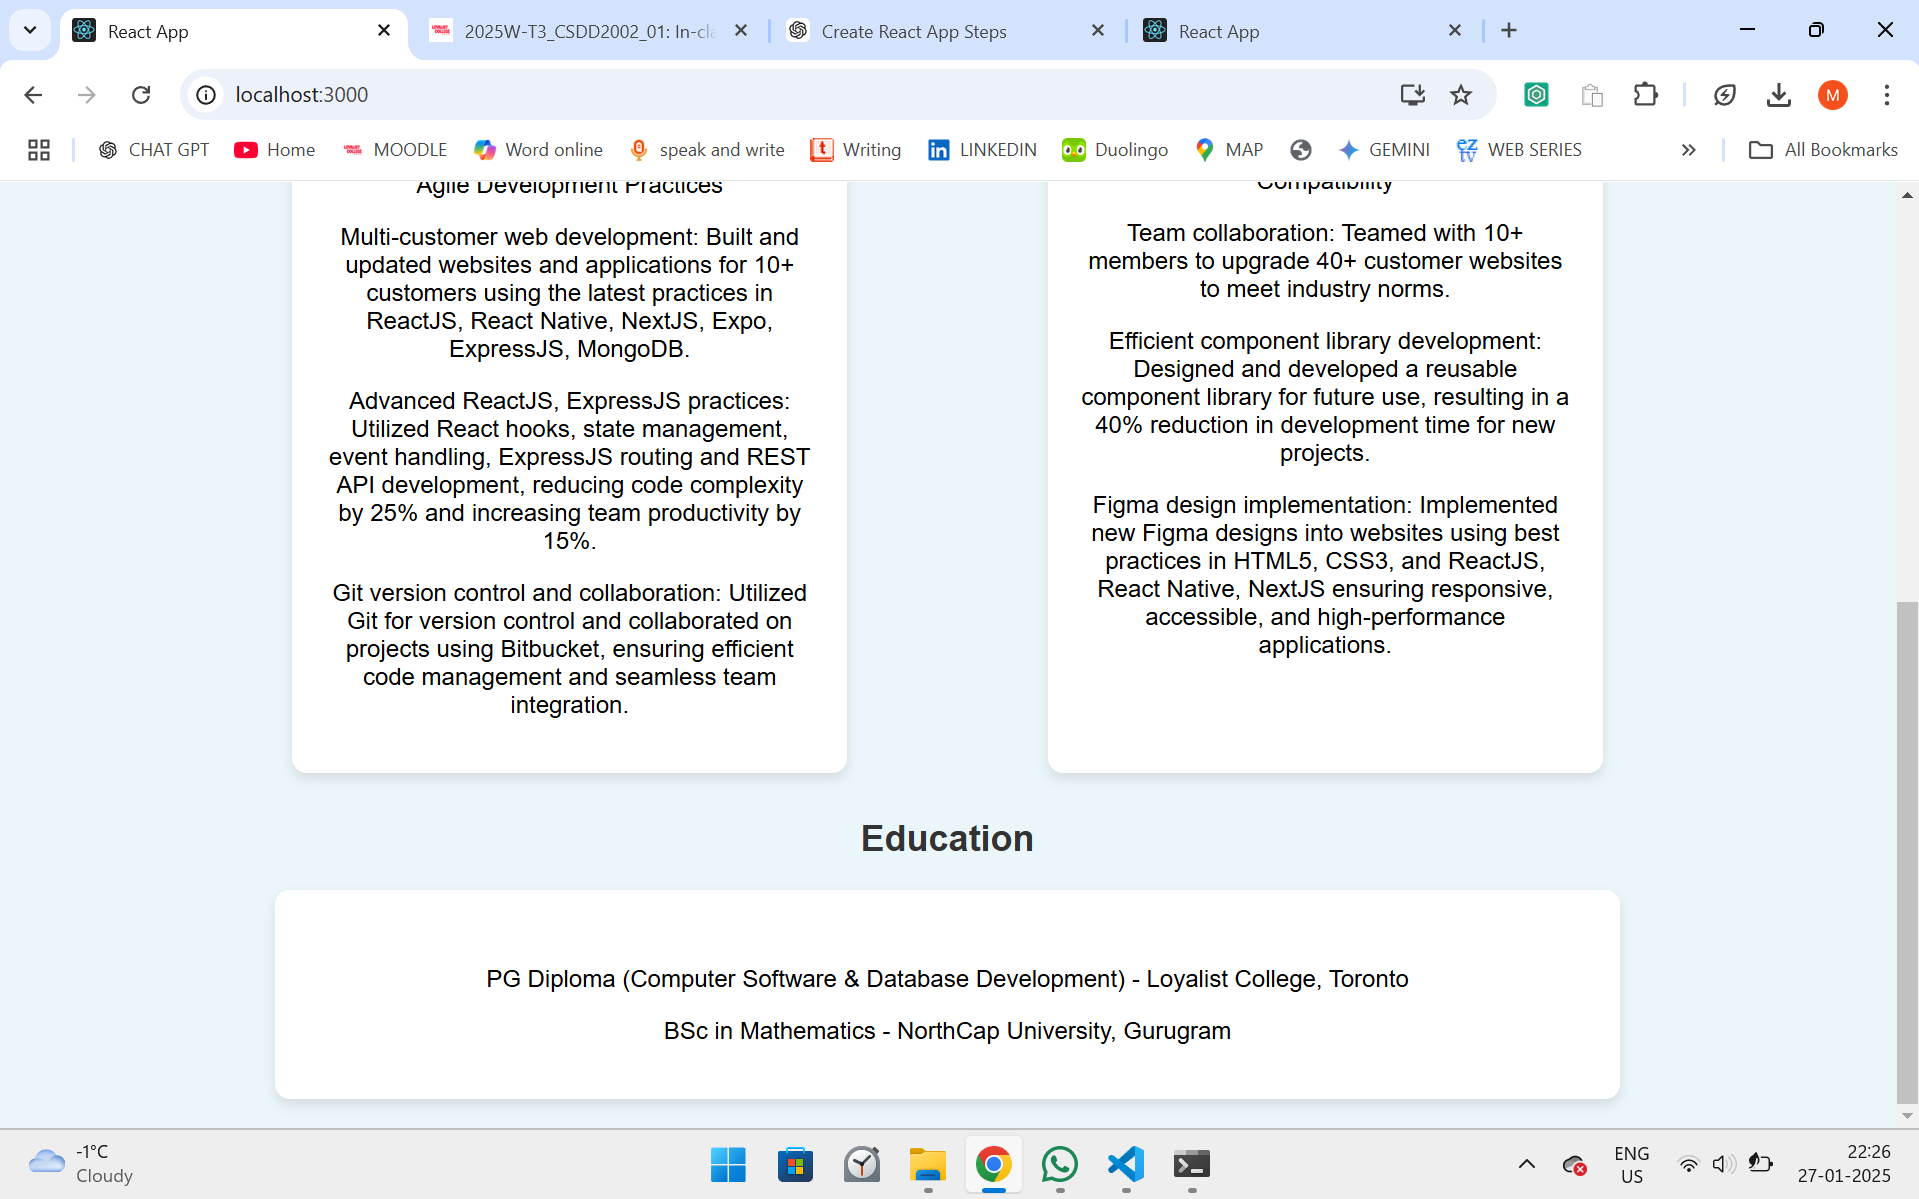 React App
2025W-T3_CSDD2002_01: In-cla
Create React App Steps
React App
localhost:3000
M
CHAT GPT
Home
MOODLE
Word online
speak and write
Writing
LINKEDIN
Duolingo
MAP
GEMINI
WEB SERIES
All Bookmarks
Agile Development Practices
Multi-customer web development: Built and
updated websites and applications for 10+
customers using the latest practices in
ReactJS, React Native, NextJS, Expo,
ExpressJS, MongoDB.
Advanced ReactJS, ExpressJS practices:
Utilized React hooks, state management,
event handling, ExpressJS routing and REST
API development, reducing code complexity
by 25% and increasing team productivity by
15%.
Git version control and collaboration: Utilized
Git for version control and collaborated on
projects using Bitbucket, ensuring efficient
code management and seamless team
integration.
Compatibility
Team collaboration: Teamed with 10+
members to upgrade 40+ customer websites
to meet industry norms.
Efficient component library development:
Designed and developed a reusable
component library for future use, resulting in a
40% reduction in development time for new
projects.
Figma design implementation: Implemented
new Figma designs into websites using best
practices in HTML5, CSS3, and ReactJS,
React Native, NextJS ensuring responsive,
accessible, and high-performance
applications.
Education
PG Diploma (Computer Software & Database Development) - Loyalist College, Toronto
BSc in Mathematics - NorthCap University, Gurugram
-1°C
Cloudy
ENG
US
22:26
27-01-2025